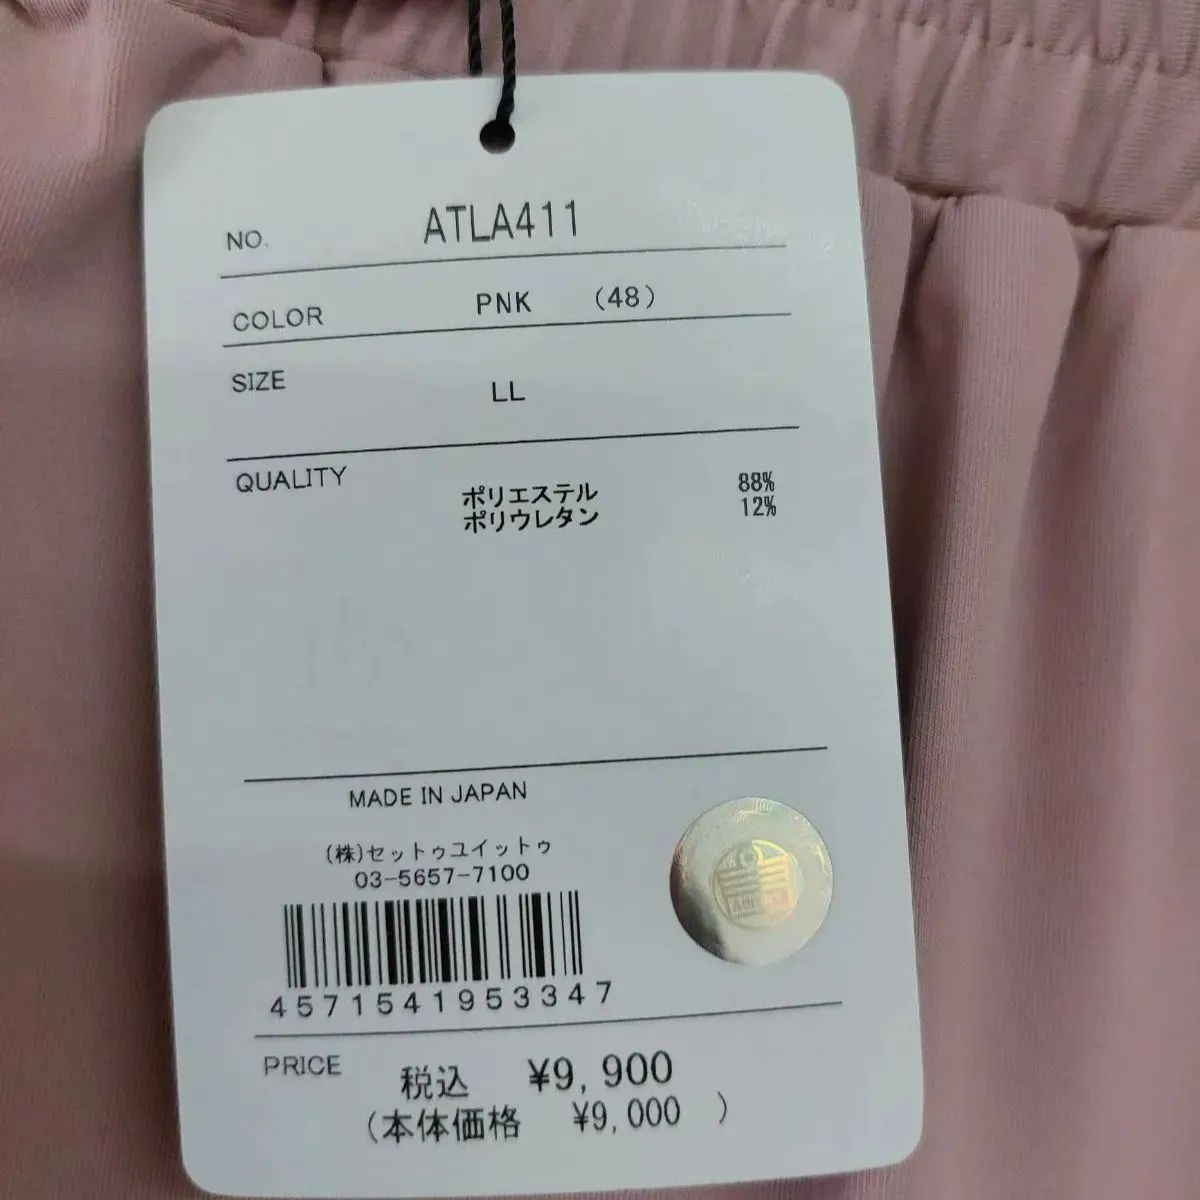 NO. ATLA411
COLOR PNK (48)
SIZE LL
QUALITY ポリエステル 88%
ポリウレタン 12%
MADE IN JAPAN
(株)セットゥユイットゥ
03-5657-7100
4571541953347
PRICE 税込 ¥9,900
(本体価格 ¥9,000 )